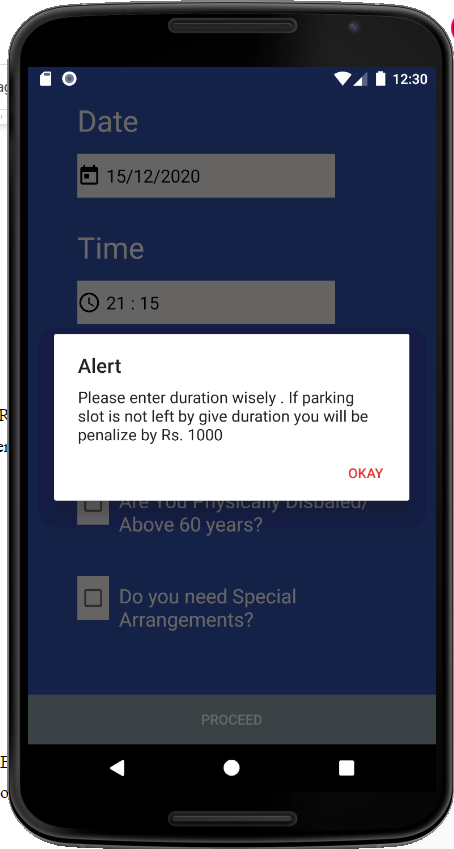 12:30
Date
15/12/2020
Time
21 : 15
Alert
Please enter duration wisely . If parking
slot is not left by give duration you will be
penalize by Rs. 1000
OKAY
Are You Physically Disbaled/
Above 60 years?
Do you need Special
Arrangements?
PROCEED